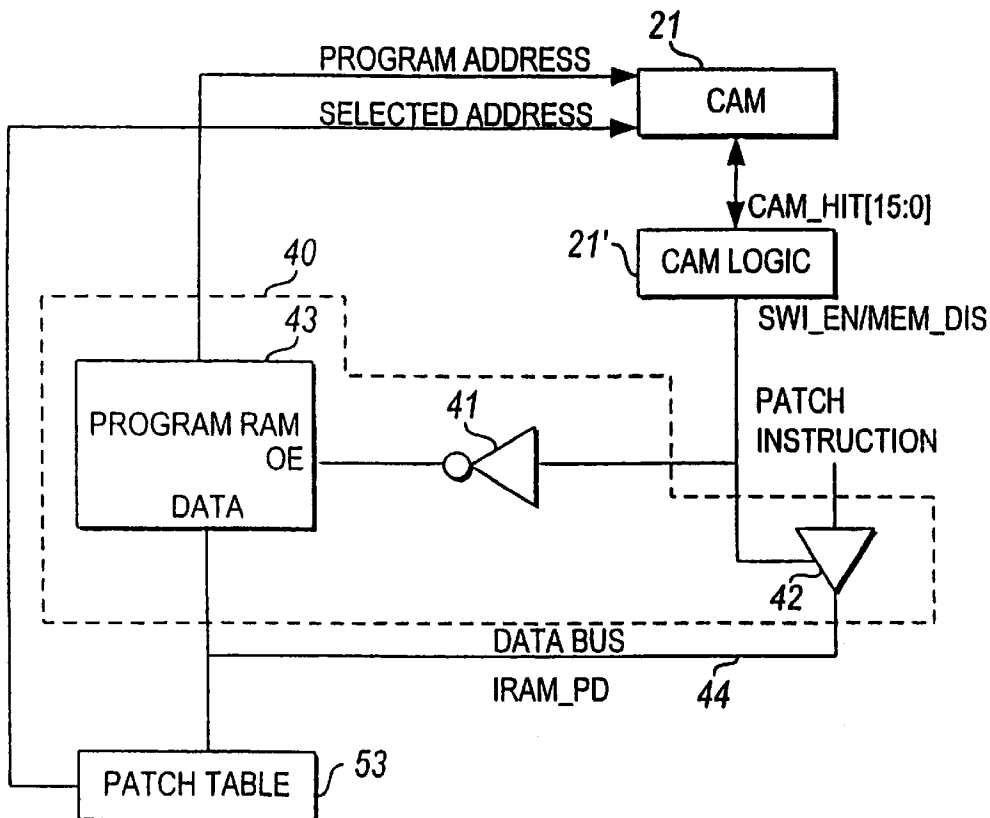 21
PROGRAM ADDRESS
CAM
SELECTED ADDRESS
CAM_HIT[15:0]
21'
CAM LOGIC
40
SWI_EN/MEM_DIS
43
PATCH
INSTRUCTION
41
PROGRAM RAM
OE
DATA
42
DATA BUS
IRAM_PD
44
PATCH TABLE
53